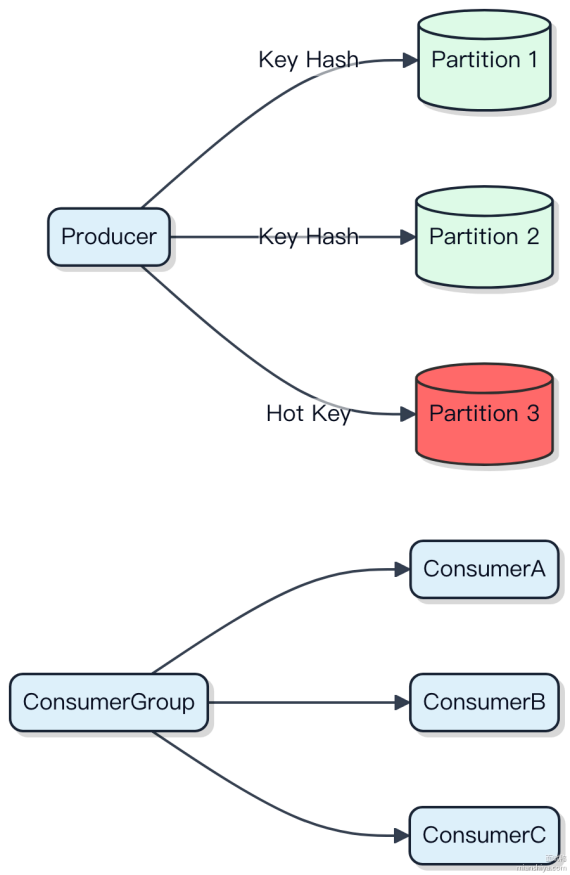 Key Hash
Partition 1
Producer
Key Hash
Partition 2
Hot Key
Partition 3
ConsumerA
ConsumerGroup
ConsumerB
ConsumerC